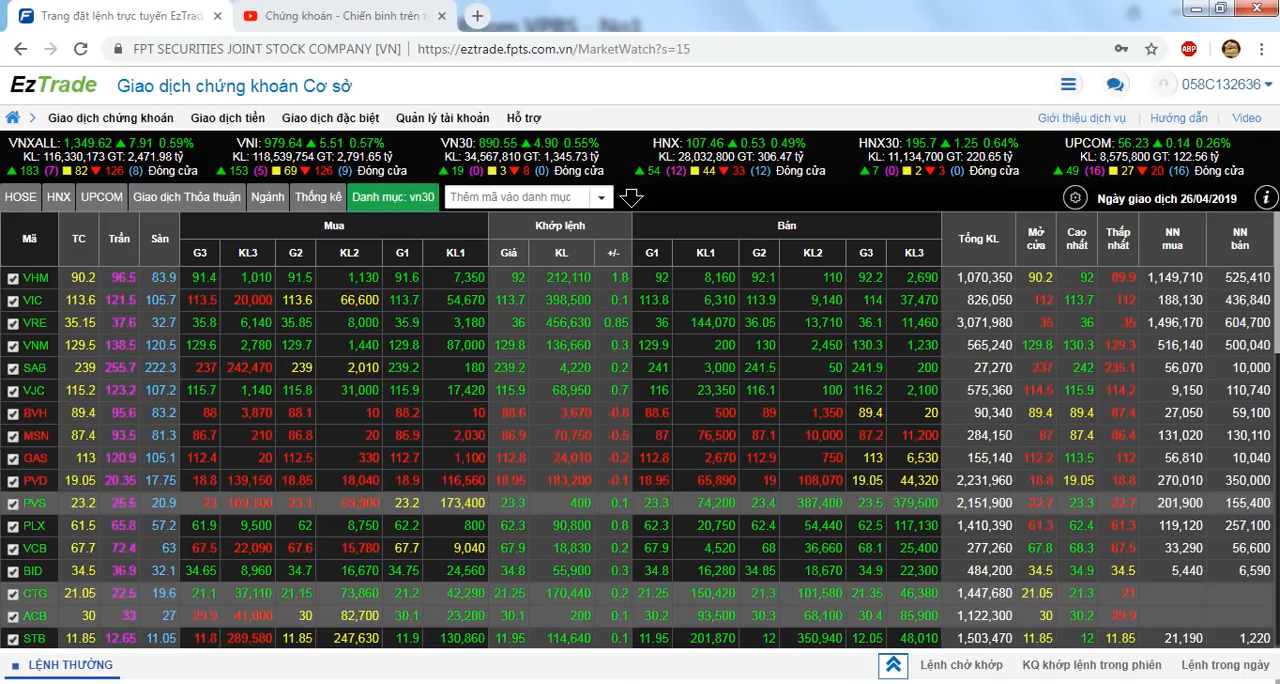 Trang đặt lệnh trực tuyến EzTrad
Chứng khoán - Chiến binh trên t
FPT SECURITIES JOINT STOCK COMPANY [VN] | https://eztrade.fpts.com.vn/MarketWatch?s=15
ABP
EzTrade Giao dịch chứng khoán Cơ sở 058C132636
Giao dịch chứng khoán Giao dịch tiền Giao dịch đặc biệt Quản lý tài khoản Hỗ trợ Giới thiệu dịch vụ Hướng dẫn Video
VNXALL: 1,349.62 ▲ 7.91 0.59% VNI: 979.64 ▲ 5.51 0.57% VN30: 890.55 ▲ 4.90 0.55% HNX: 107.46 ▲ 0.53 0.49% HNX30: 195.7 ▲ 1.25 0.64% UPCOM: 56.23 ▲ 0.14 0.26%
KL: 116,330,173 GT: 2,471.98 tỷ KL: 118,539,754 GT: 2,791.65 tỷ KL: 34,567,810 GT: 1,345.73 tỷ KL: 28,032,800 GT: 306.47 tỷ KL: 11,134,700 GT: 220.65 tỷ KL: 8,575,800 GT: 122.56 tỷ
▲ 183 (7) ■ 82 ▼ 126 (8) Đóng cửa ▲ 153 (5) ■ 69 ▼ 126 (9) Đóng cửa ▲ 19 (0) ■ 3 ▼ 8 (0) Đóng cửa ▲ 54 (12) ■ 44 ▼ 33 (12) Đóng cửa ▲ 7 (0) ■ 2 ▼ 3 (0) Đóng cửa ▲ 49 (16) ■ 27 ▼ 20 (16) Đóng cửa
HOSE HNX UPCOM Giao dịch Thỏa thuận Ngành Thống kê Danh mục: vn30 Thêm mã vào danh mục Ngày giao dịch 26/04/2019
Mã TC Trần Sàn Mua Khớp lệnh Bán Tổng KL Mở cửa Cao nhất Thấp nhất NN mua NN bán
G3 KL3 G2 KL2 G1 KL1 Giá KL +/- G1 KL1 G2 KL2 G3 KL3
VHM 90.2 96.5 83.9 91.4 1,010 91.5 1,130 91.6 7,350 92 212,110 1.8 92 8,160 92.1 110 92.2 2,690 1,070,350 90.2 92 89.9 1,149,710 525,410
VIC 113.6 121.5 105.7 113.5 20,000 113.6 66,600 113.7 54,670 113.7 398,500 0.1 113.8 6,310 113.9 9,140 114 37,470 826,050 112 113.7 112 188,130 436,840
VRE 35.15 37.6 32.7 35.8 6,140 35.85 8,000 35.9 3,180 36 456,630 0.85 36 144,070 36.05 13,710 36.1 11,460 3,071,980 35 36 35 1,496,170 604,700
VNM 129.5 138.5 120.5 129.6 2,780 129.7 1,440 129.8 87,000 129.8 136,660 0.3 129.9 200 130 2,450 130.3 1,230 565,240 129.8 130.3 129.3 516,140 500,040
SAB 239 255.7 222.3 237 242,470 239 2,010 239.2 180 239.2 4,220 0.2 241 3,000 241.5 50 241.9 200 27,270 237 242 235.1 56,070 10,000
VJC 115.2 123.2 107.2 115.7 1,140 115.8 31,000 115.9 17,420 115.9 68,950 0.7 116 23,350 116.1 100 116.2 2,100 575,360 114.5 115.9 114.2 9,150 110,740
BVH 89.4 95.6 83.2 88 3,870 88.1 10 88.2 10 88.6 3,670 -0.8 88.6 500 89 1,350 89.4 20 90,340 89.4 89.4 87.4 27,050 59,100
MSN 87.4 93.5 81.3 86.7 210 86.8 20 86.9 2,030 86.9 70,750 -0.5 87 76,500 87.1 10,000 87.2 11,200 284,150 87 87.4 86.4 131,020 130,110
GAS 113 120.9 105.1 112.4 20 112.5 330 112.7 1,100 112.8 24,010 -0.2 112.8 2,670 112.9 750 113 6,530 155,140 112.2 113.5 112 56,810 10,040
PVD 19.05 20.35 17.75 18.8 139,150 18.85 18,040 18.9 116,560 18.95 183,200 -0.1 18.95 65,890 19 108,070 19.05 44,320 2,231,960 18.8 19.05 18.8 270,010 350,000
PVS 23.2 25.5 20.9 23 109,100 23.1 59,900 23.2 173,400 23.3 400 0.1 23.3 74,200 23.4 387,400 23.5 379,500 2,151,900 22.7 23.3 22.7 201,900 155,400
PLX 61.5 65.8 57.2 61.9 9,500 62 8,750 62.2 800 62.3 90,800 0.8 62.3 20,750 62.4 54,440 62.5 117,130 1,410,390 61.3 62.4 61.3 119,120 257,100
VCB 67.7 72.4 63 67.5 22,090 67.6 15,780 67.7 9,040 67.9 18,830 0.2 67.9 4,520 68 36,660 68.1 25,400 277,260 67.8 68.3 67.5 33,290 56,600
BID 34.5 36.9 32.1 34.65 8,960 34.7 16,670 34.75 24,560 34.8 55,900 0.3 34.8 16,280 34.85 18,670 34.9 22,300 484,200 34.5 34.9 34.5 5,440 6,590
CTG 21.05 22.5 19.6 21.1 37,110 21.15 73,860 21.2 42,290 21.25 170,440 0.2 21.25 150,420 21.3 101,580 21.35 46,380 1,447,680 21.05 21.3 21
ACB 30 33 27 29.9 41,000 30 82,700 30.1 23,200 30.1 200 0.1 30.2 93,500 30.3 68,100 30.4 85,900 1,122,300 30 30.2 29.9
STB 11.85 12.65 11.05 11.8 289,580 11.85 247,630 11.9 130,860 11.95 114,640 0.1 11.95 201,870 12 350,940 12.05 48,010 1,503,470 11.85 12 11.85 21,190 1,220
LỆNH THƯỜNG Lệnh chờ khớp KQ khớp lệnh trong phiên Lệnh trong ngày